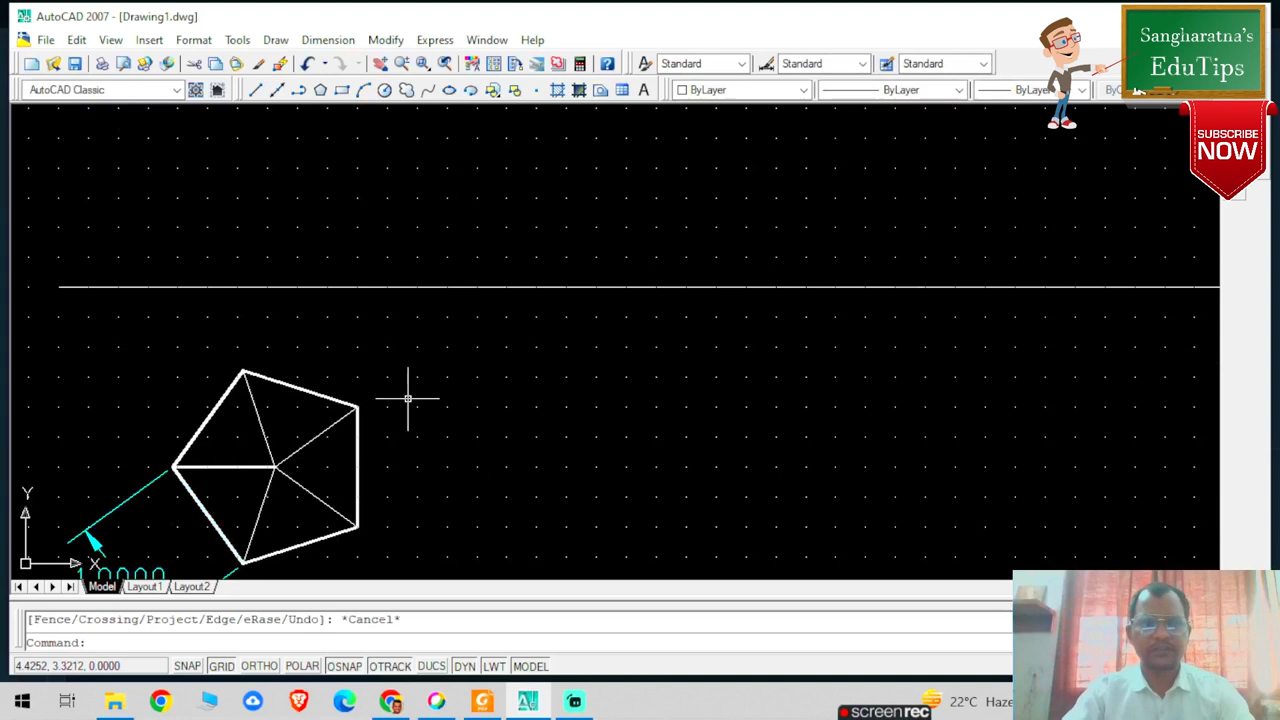 AutoCAD 2007 - [Drawing1.dwg]
File Edit View Insert Format Tools Draw Dimension Modify Express Window Help
Standard Standard Standard
AutoCAD Classic ByLayer ByLayer ByLayer
Sangharatna's
EduTips
SUBSCRIBE
NOW
Y
X
Model Layout1 Layout2
[Fence/Crossing/Project/Edge/eRase/Undo]: *Cancel*
Command:
4.4252, 3.3212, 0.0000 SNAP GRID ORTHO POLAR OSNAP OTRACK DUCS DYN LWT MODEL
22°C Haze
screenrec